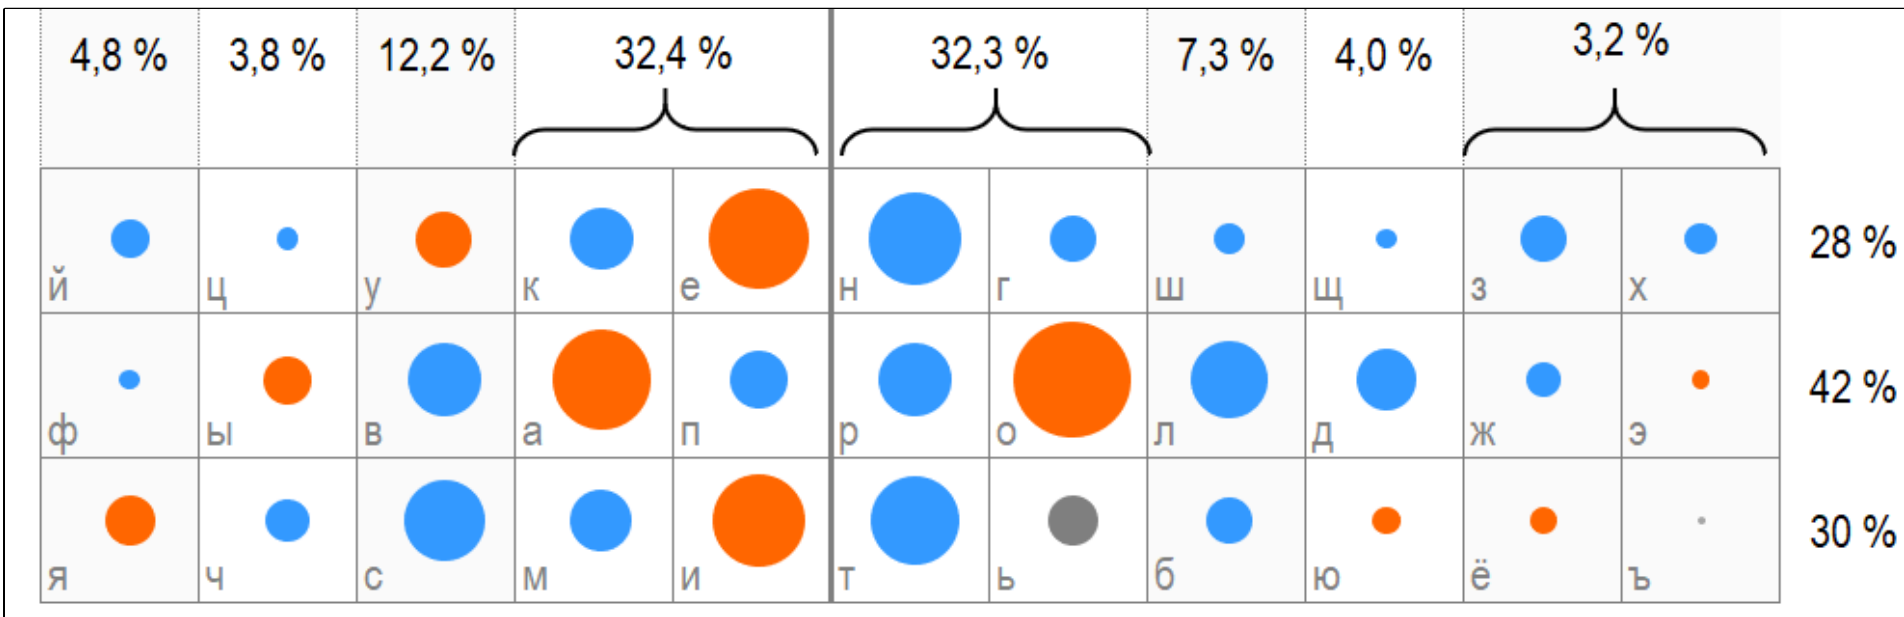 4,8 % 3,8 % 12,2 % 32,4 % 32,3 % 7,3 % 4,0 % 3,2 %
й ц у к е н г ш щ з х 28 %
ф ы в а п р о л д ж э 42 %
я ч с м и т ь б ю ё ъ 30 %